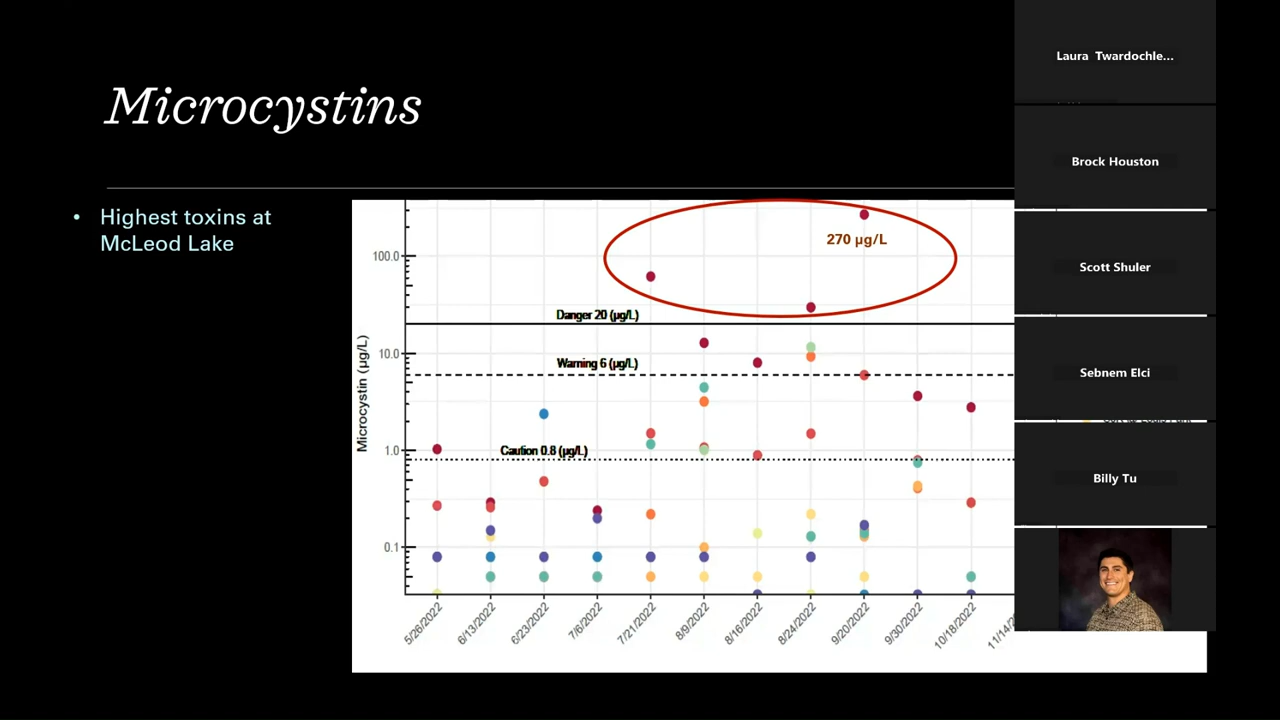 Microcystins
• Highest toxins at
McLeod Lake
Microcystin (µg/L)
100.0
10.0
1.0
0.1
270 µg/L
Danger 20 (µg/L)
Warning 6 (µg/L)
Caution 0.8 (µg/L)
5/26/2022
6/13/2022
6/23/2022
7/6/2022
7/21/2022
8/9/2022
8/16/2022
8/24/2022
9/20/2022
9/30/2022
10/18/2022
Laura Twardochle...
Brock Houston
Scott Shuler
Sebnem Elci
Billy Tu